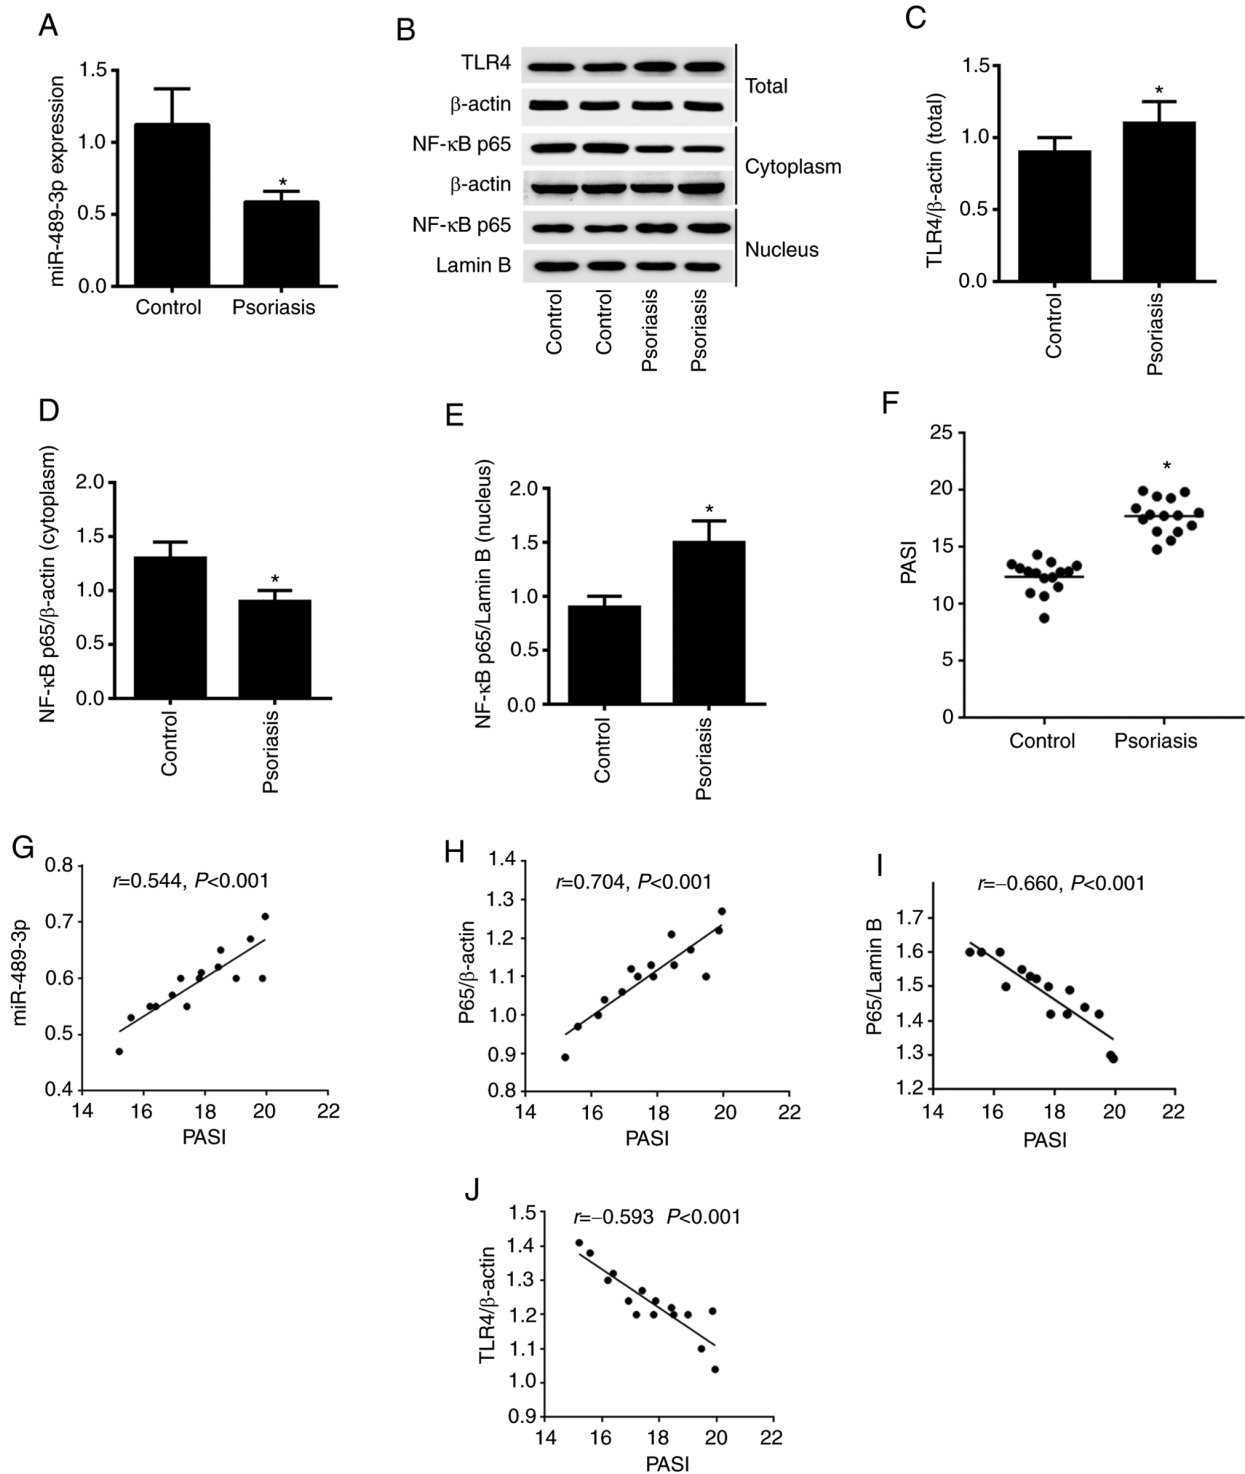 A
miR-489-3p expression
1.5
1.0
0.5
0.0
*
Control
Psoriasis
B
TLR4
β-actin
NF-κB p65
β-actin
NF-κB p65
Lamin B
Total
Cytoplasm
Nucleus
Control
Control
Psoriasis
Psoriasis
C
TLR4/β-actin (total)
1.5
1.0
0.5
0.0
*
Control
Psoriasis
D
NF-κB p65/β-actin (cytoplasm)
2.0
1.5
1.0
0.5
0.0
*
Control
Psoriasis
E
NF-κB p65/Lamin B (nucleus)
2.0
1.5
1.0
0.5
0.0
*
Control
Psoriasis
F
PASI
25
20
15
10
5
0
*
Control
Psoriasis
G
miR-489-3p
0.8
0.7
0.6
0.5
0.4
r=0.544, P<0.001
14 16 18 20 22
PASI
H
P65/β-actin
1.4
1.3
1.2
1.1
1.0
0.9
0.8
r=0.704, P<0.001
14 16 18 20 22
PASI
I
P65/Lamin B
1.7
1.6
1.5
1.4
1.3
1.2
r=−0.660, P<0.001
14 16 18 20 22
PASI
J
TLR4/β-actin
1.5
1.4
1.3
1.2
1.1
1.0
0.9
r=−0.593 P<0.001
14 16 18 20 22
PASI